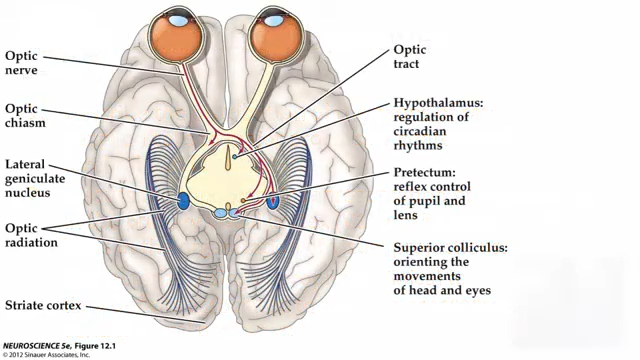 Optic
nerve
Optic
chiasm
Lateral
geniculate
nucleus
Optic
radiation
Striate cortex
Optic
tract
Hypothalamus:
regulation of
circadian
rhythms
Pretectum:
reflex control
of pupil and
lens
Superior colliculus:
orienting the
movements
of head and eyes
NEUROSCIENCE 5e, Figure 12.1
© 2012 Sinauer Associates, Inc.